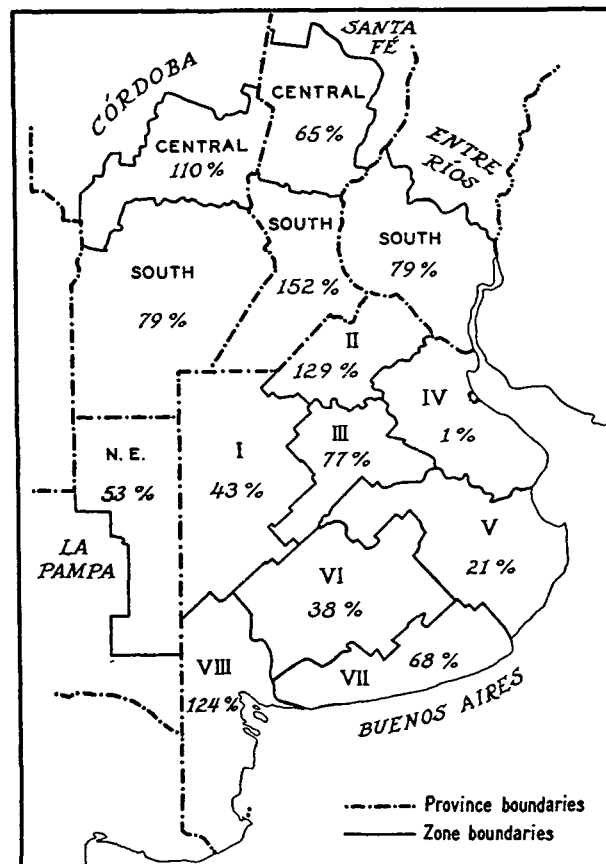 SANTA
FÉ
CÓRDOBA
CENTRAL
65 %
CENTRAL
110 %
ENTRE
RÍOS
SOUTH
152 %
SOUTH
79 %
SOUTH
79 %
II
129 %
IV
1 %
N. E.
53 %
I
43 %
III
77 %
LA
PAMPA
V
21 %
VI
38 %
VIII
124 %
VII
68 %
BUENOS AIRES
Province boundaries
Zone boundaries